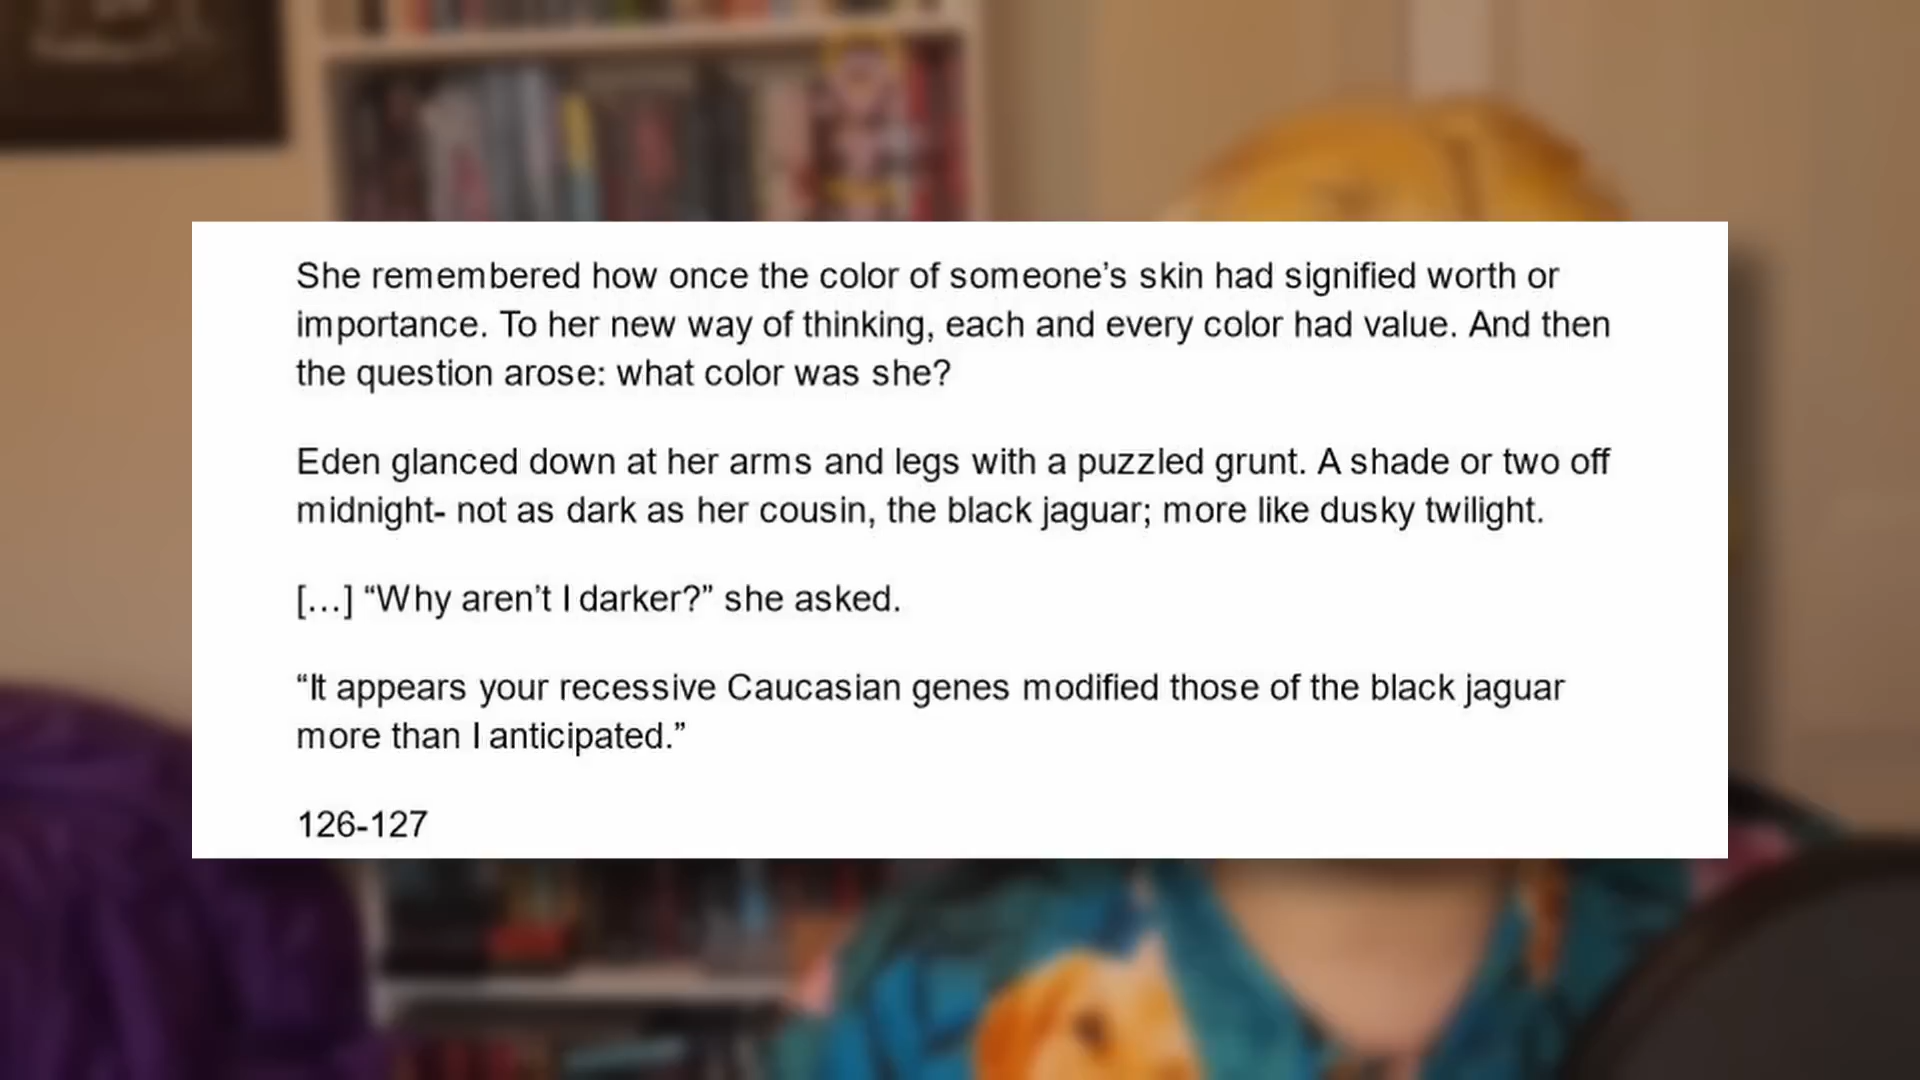 She remembered how once the color of someone’s skin had signified worth or
importance. To her new way of thinking, each and every color had value. And then
the question arose: what color was she?
Eden glanced down at her arms and legs with a puzzled grunt. A shade or two off
midnight- not as dark as her cousin, the black jaguar; more like dusky twilight.
[…] “Why aren’t I darker?” she asked.
“It appears your recessive Caucasian genes modified those of the black jaguar
more than I anticipated.”
126-127